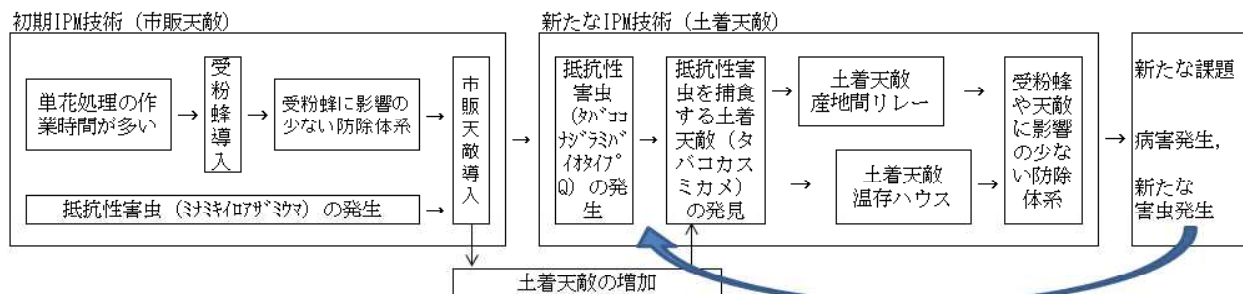 初期IPM技術（市販天敵）
単花処理の作
業時間が多い
→
受粉蜂導入
→
受粉蜂に影響の
少ない防除体系
→
抵抗性害虫（ﾐﾅﾐｷｲﾛｱｻﾞﾐｳﾏ）の発生
→
市販天敵導入
→
新たなIPM技術（土着天敵）
抵抗性
害虫
（ﾀﾊﾞｺｺ
ﾅｼﾞﾗﾐﾊﾞ
ｲｵﾀｲﾌﾟ
Q）の発
生
→
抵抗性害
虫を捕食
する土着
天敵（タ
バコカス
ミカメ）
の発見
→
土着天敵
産地間リレー
→
→
土着天敵
温存ハウス
→
受粉蜂
や天敵
に影響
の少な
い防除
体系
→
新たな課題
病害発生，
新たな
害虫発生
土着天敵の増加